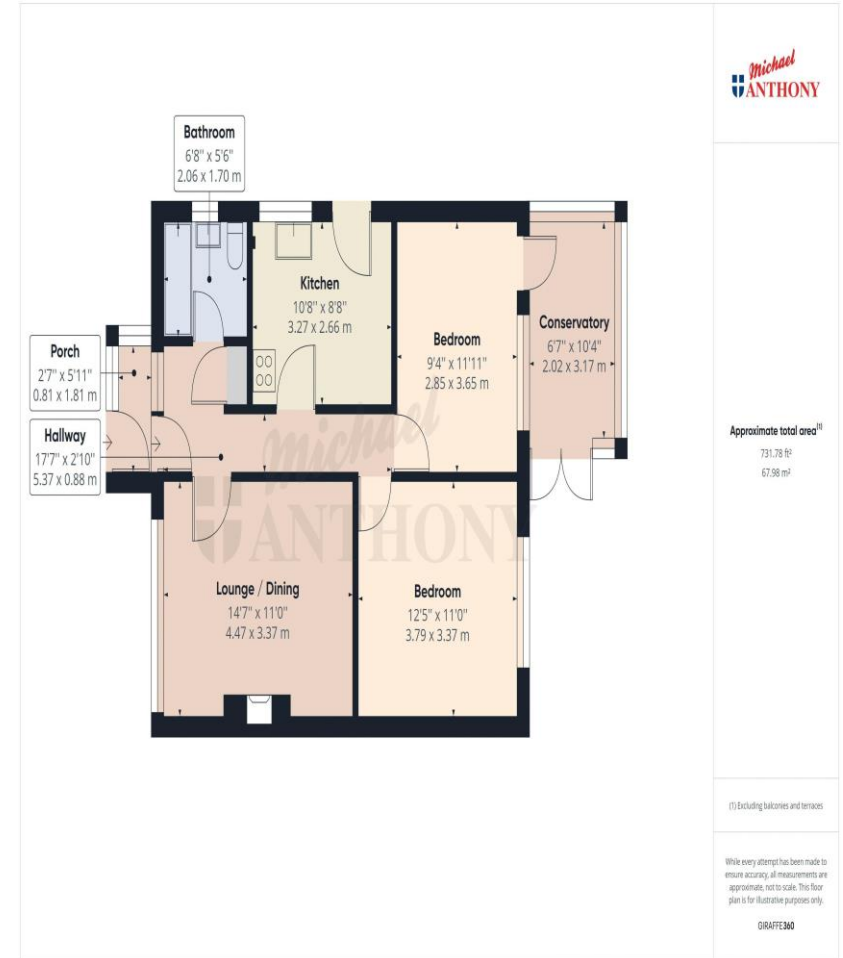 Michael
ANTHONY
Bathroom
6'8" x 5'6"
2.06 x 1.70 m
Kitchen
10'8" x 8'8"
3.27 x 2.66 m
Bedroom
9'4" x 11'11"
2.85 x 3.65 m
Conservatory
6'7" x 10'4"
2.02 x 3.17 m
Porch
2'7" x 5'11"
0.81 x 1.81 m
Hallway
17'7" x 2'10"
5.37 x 0.88 m
Michael
ANTHONY
Lounge / Dining
14'7" x 11'0"
4.47 x 3.37 m
Bedroom
12'5" x 11'0"
3.79 x 3.37 m
Approximate total area(1)
731.78 ft²
67.98 m²
(1) Excluding balconies and terraces
While every attempt has been made to
ensure accuracy, all measurements are
approximate, not to scale. This floor
plan is for illustrative purposes only.
GIRAFFE360